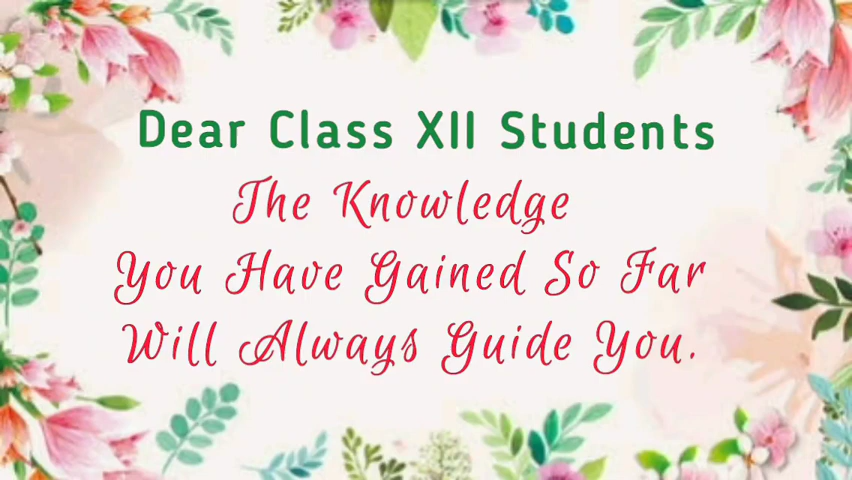 Dear Class XII Students
The Knowledge
You Have Gained So Far
Will Always Guide You.